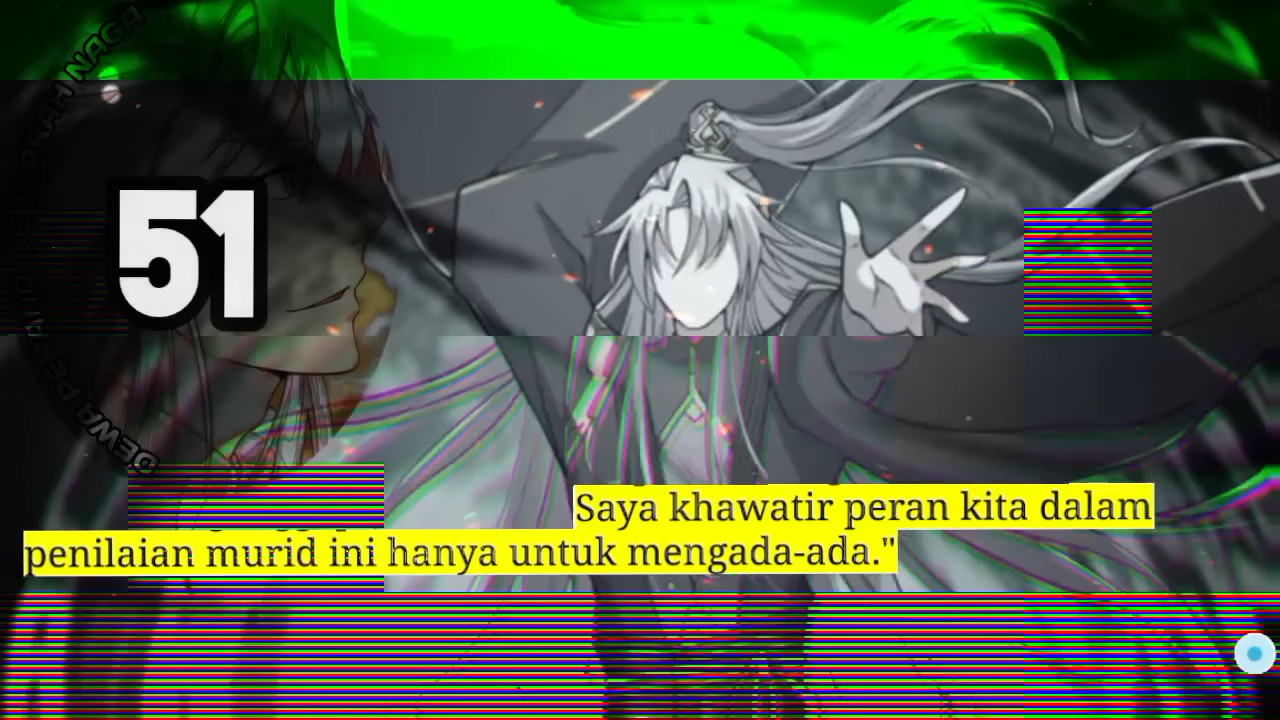 51
Saya khawatir peran kita dalam
penilaian murid ini hanya untuk mengada-ada."